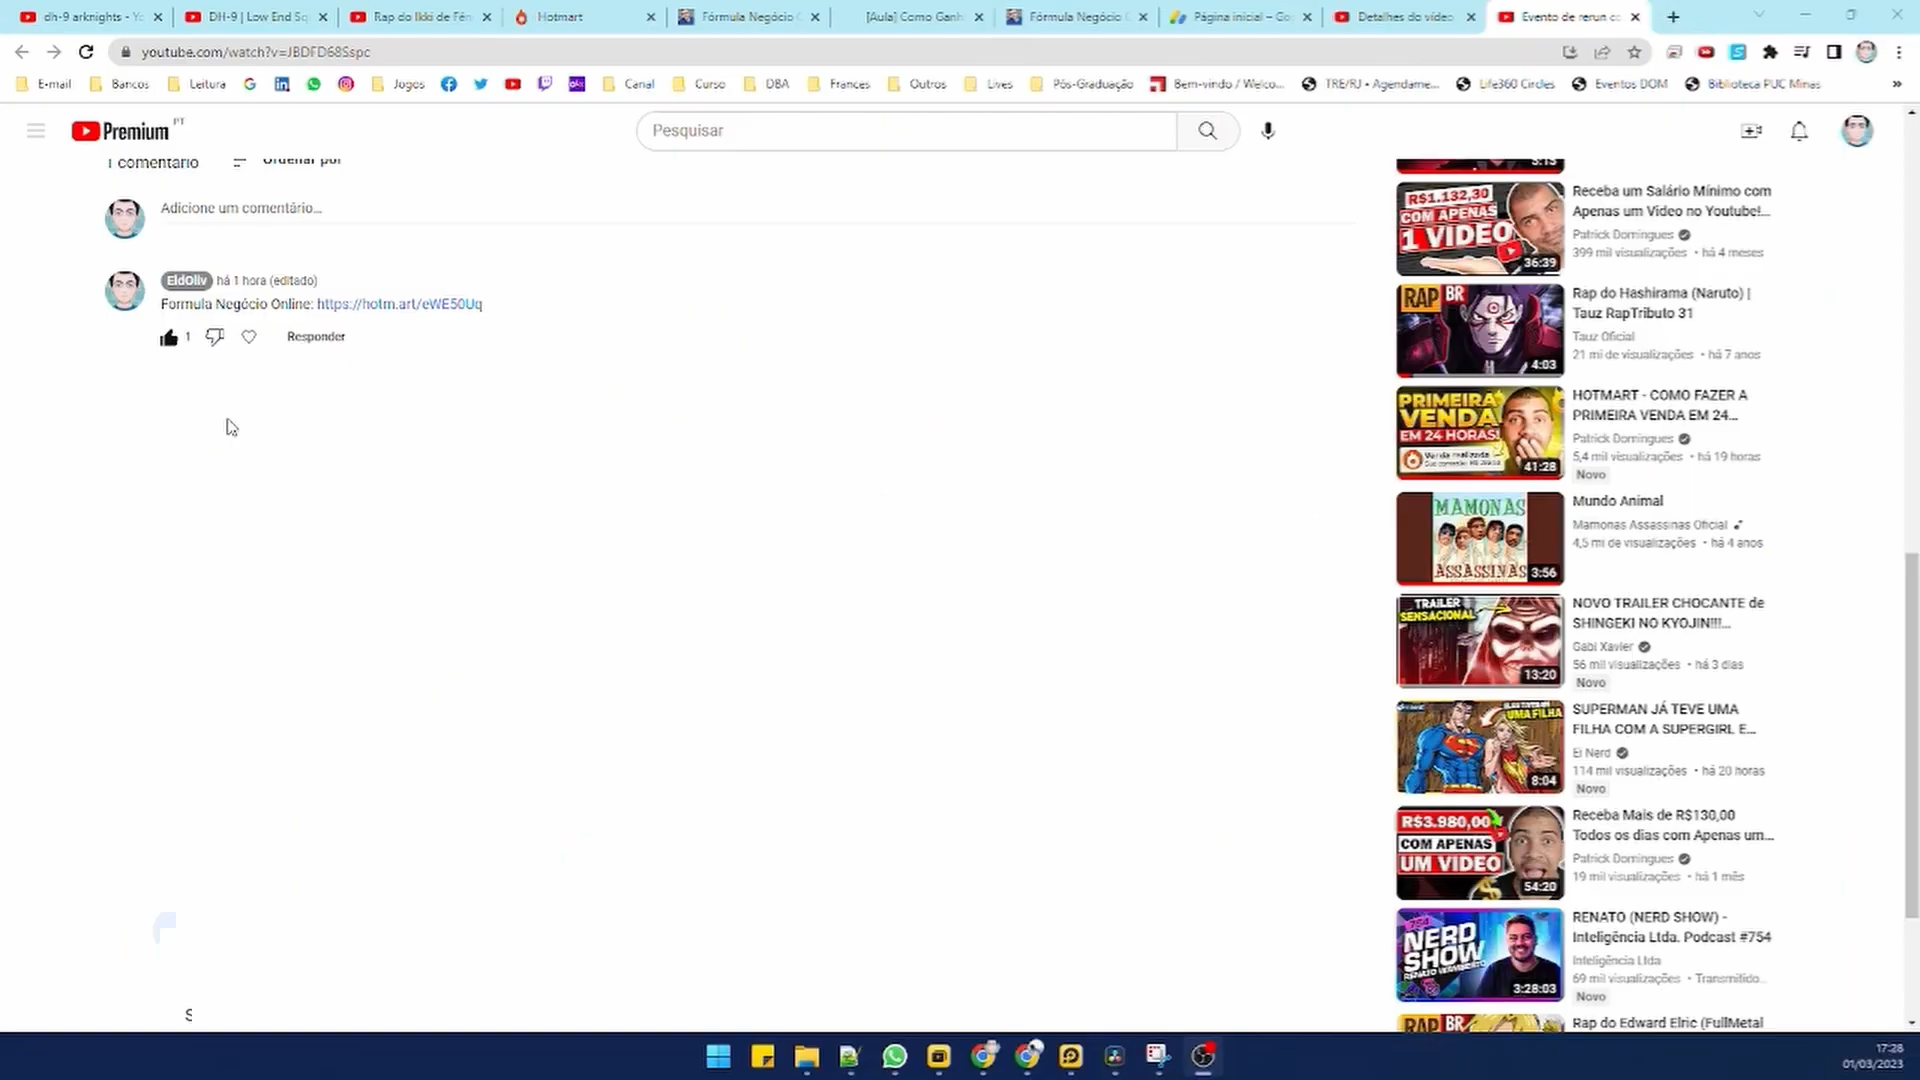 dh-9 arknights - Yo
DH-9 | Low End Sq
Rap do Ikki de Fên
Hotmart
Fórmula Negócio O
[Aula] Como Ganh
Fórmula Negócio O
Página inicial – Go
Detalhes do vídeo
Evento de rerun co
youtube.com/watch?v=JBDFD68Sspc
E-mail
Bancos
Leitura
Jogos
Canal
Curso
DBA
Frances
Outros
Lives
Pós-Graduação
Bem-vindo / Welco...
TRE/RJ • Agendame...
Life360 Circles
Eventos DOM
Biblioteca PUC Minas
»
Premium PT
Pesquisar
1 comentário
Ordenar por
Adicione um comentário...
EldOliv há 1 hora (editado)
Formula Negócio Online: https://hotm.art/eWE50Uq
1
Responder
3:13
R$1.132,30
COM APENAS
1 VIDEO
36:39
Receba um Salário Mínimo com
Apenas um Video no Youtube!...
Patrick Domingues
399 mil visualizações • há 4 meses
RAP BR
4:03
Rap do Hashirama (Naruto) |
Tauz RapTributo 31
Tauz Oficial
21 mi de visualizações • há 7 anos
PRIMEIRA
VENDA
EM 24 HORAS!
Venda realizada
41:28
HOTMART - COMO FAZER A
PRIMEIRA VENDA EM 24...
Patrick Domingues
5,4 mil visualizações • há 19 horas
Novo
MAMONAS
ASSASSINAS
3:56
Mundo Animal
Mamonas Assassinas Oficial
4,5 mi de visualizações • há 4 anos
TRAILER
SENSACIONAL
13:20
NOVO TRAILER CHOCANTE de
SHINGEKI NO KYOJIN!!!...
Gabi Xavier
56 mil visualizações • há 3 dias
Novo
UMA FILHA
8:04
SUPERMAN JÁ TEVE UMA
FILHA COM A SUPERGIRL E...
Ei Nerd
114 mil visualizações • há 20 horas
Novo
R$3.980,00
COM APENAS
UM VIDEO
54:20
Receba Mais de R$130,00
Todos os dias com Apenas um...
Patrick Domingues
19 mil visualizações • há 1 mês
NERD
SHOW
3:28:03
RENATO (NERD SHOW) -
Inteligência Ltda. Podcast #754
Inteligência Ltda
69 mil visualizações • Transmitido...
Novo
RAP BR
Rap do Edward Elric (FullMetal
S
17:28
01/03/2023